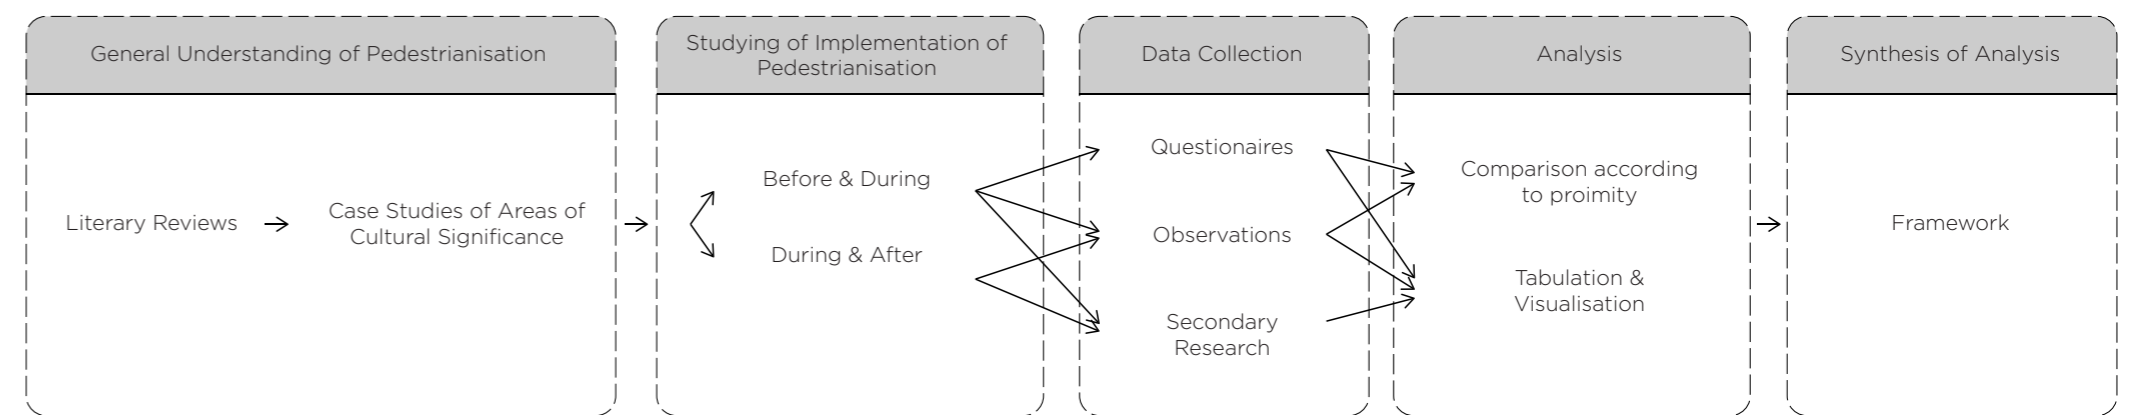 General Understanding of Pedestrianisation
Literary Reviews
Case Studies of Areas of
Cultural Significance
Studying of Implementation of
Pedestrianisation
Before & During
During & After
Data Collection
Questionaires
Observations
Secondary
Research
Analysis
Comparison according
to proimity
Tabulation &
Visualisation
Synthesis of Analysis
Framework